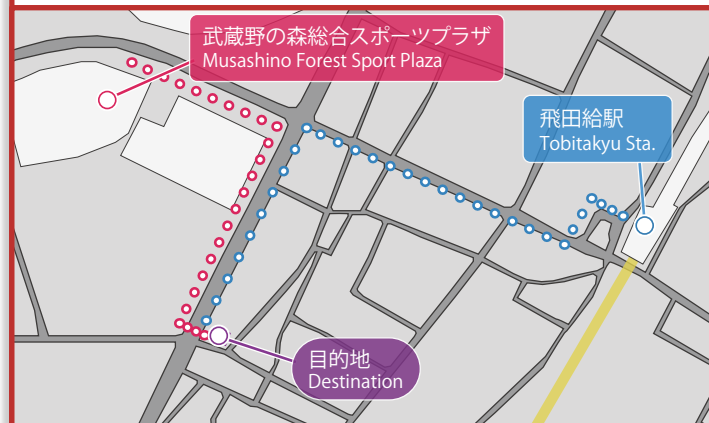 武蔵野の森総合スポーツプラザ
Musashino Forest Sport Plaza
飛田給駅
Tobitakyu Sta.
目的地
Destination